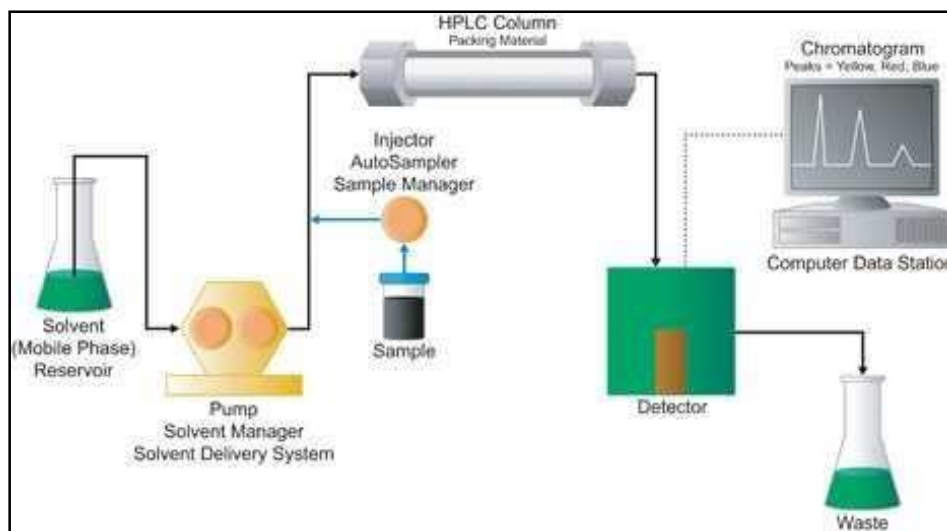 HPLC Column
Packing Material
Chromatogram
Peaks = Yellow, Red, Blue
Injector
AutoSampler
Sample Manager
Solvent
(Mobile Phase)
Reservoir
Sample
Pump
Solvent Manager
Solvent Delivery System
Computer Data Station
Detector
Waste